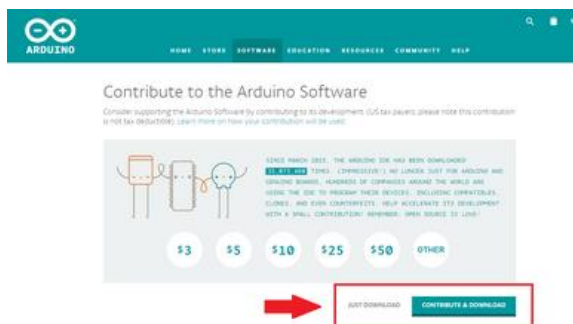 ARDUINO
HOME STORE SOFTWARE EDUCATION RESOURCES COMMUNITY HELP
Contribute to the Arduino Software
Consider supporting the Arduino Software by contributing to its development. (US tax payers, please note this contribution
is not tax deductible). Learn more on how your contribution will be used.
SINCE MARCH 2015, THE ARDUINO IDE HAS BEEN DOWNLOADED
TIMES. (IMPRESSIVE!) NO LONGER JUST FOR ARDUINO AND
GENUINO BOARDS, HUNDREDS OF COMPANIES AROUND THE WORLD ARE
USING THE IDE TO PROGRAM THEIR DEVICES, INCLUDING COMPATIBLES,
CLONES, AND EVEN COUNTERFEITS. HELP ACCELERATE ITS DEVELOPMENT
WITH A SMALL CONTRIBUTION! REMEMBER: OPEN SOURCE IS LOVE!
$3 $5 $10 $25 $50 OTHER
JUST DOWNLOAD CONTRIBUTE & DOWNLOAD